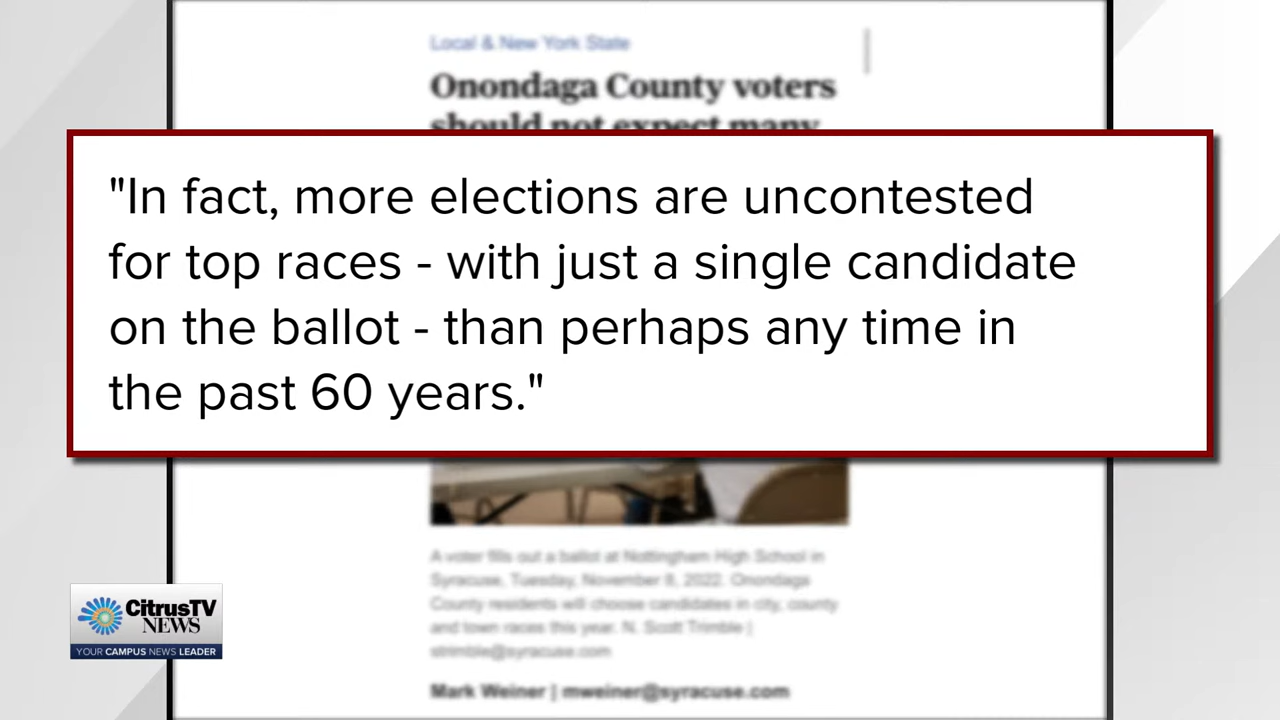 Local & New York State
Onondaga County voters
should not expect many
"In fact, more elections are uncontested
for top races - with just a single candidate
on the ballot - than perhaps any time in
the past 60 years."
A voter fills out a ballot at Nottingham High School in
Syracuse, Tuesday, November 8, 2022. Onondaga
County residents will choose candidates in city, county
and town races this year. N. Scott Trimble |
strimble@syracuse.com
Mark Weiner | mweiner@syracuse.com
CitrusTV
NEWS
YOUR CAMPUS NEWS LEADER